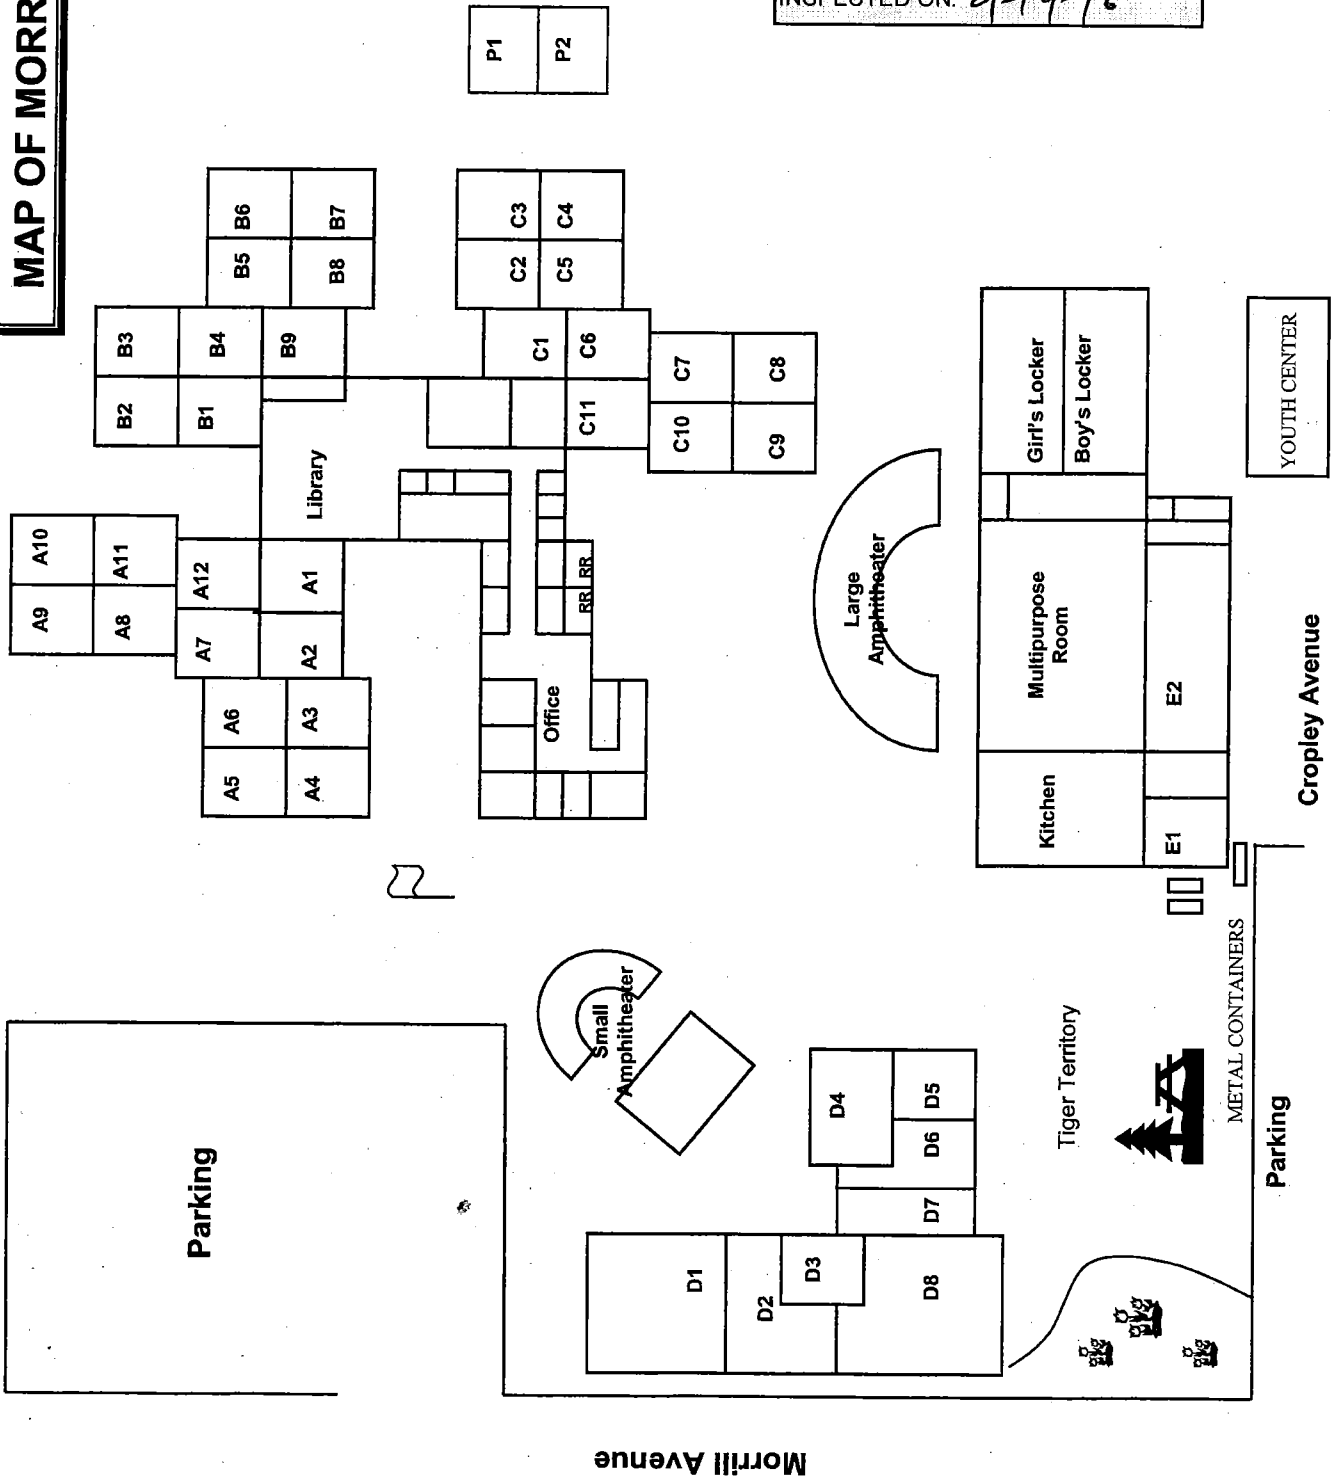 MAP OF MORR
INSPECTED ON:
P1
P2
B6
B7
B5
B8
B3
B4
B9
B2
B1
C3
C4
C2
C5
C1
C6
C7
C8
C11
C10
C9
Library
A10
A11
A12
A1
A9
A8
A7
A2
A6
A3
A5
A4
RR
RR
Office
Large
Amphitheater
Girl's Locker
Boy's Locker
Multipurpose
Room
Kitchen
E2
E1
YOUTH CENTER
Cropley Avenue
Small
Amphitheater
Parking
D4
D5
D6
D7
D1
D2
D3
D8
Tiger Territory
METAL CONTAINERS
Parking
Morrill Avenue